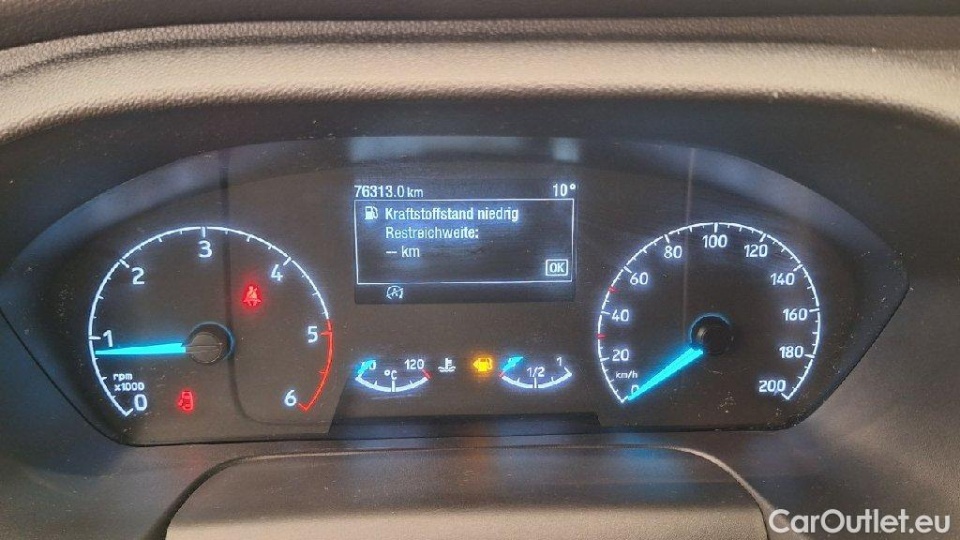 76313.0 km 10°
Kraftstoffstand niedrig
Restreichweite:
-- km
OK
0 1 2 3 4 5 6
rpm
x1000
120
°C
1/2 1
0 20 40 60 80 100 120 140 160 180 200
km/h
CarOutlet.eu